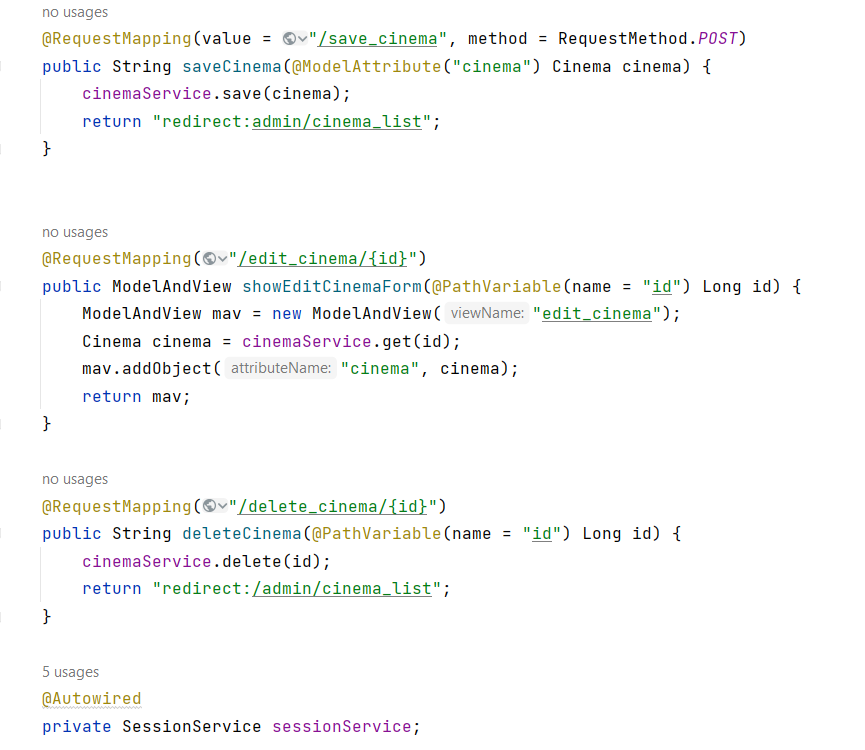 no usages
@RequestMapping(value = "/save_cinema", method = RequestMethod.POST)
public String saveCinema(@ModelAttribute("cinema") Cinema cinema) {
cinemaService.save(cinema);
return "redirect:admin/cinema_list";
}
no usages
@RequestMapping("/edit_cinema/{id}")
public ModelAndView showEditCinemaForm(@PathVariable(name = "id") Long id) {
ModelAndView mav = new ModelAndView( viewName: "edit_cinema");
Cinema cinema = cinemaService.get(id);
mav.addObject( attributeName: "cinema", cinema);
return mav;
}
no usages
@RequestMapping("/delete_cinema/{id}")
public String deleteCinema(@PathVariable(name = "id") Long id) {
cinemaService.delete(id);
return "redirect:/admin/cinema_list";
}
5 usages
@Autowired
private SessionService sessionService;